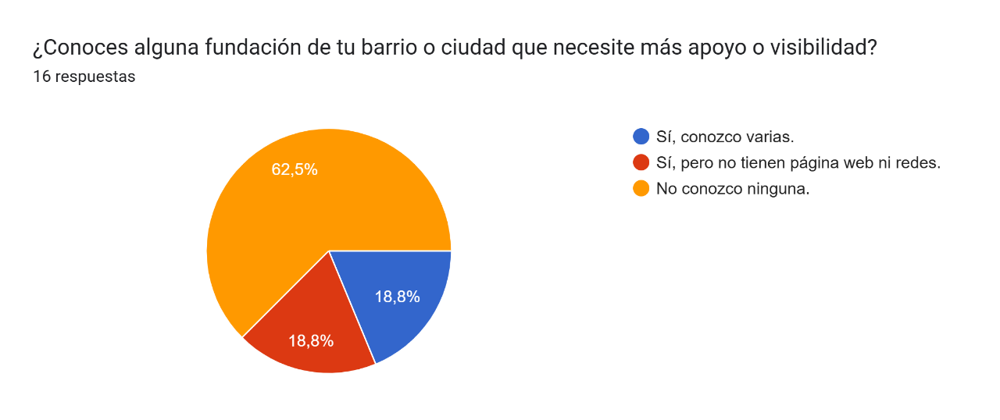 ¿Conoces alguna fundación de tu barrio o ciudad que necesite más apoyo o visibilidad?
16 respuestas
62,5%
18,8%
18,8%
Sí, conozco varias.
Sí, pero no tienen página web ni redes.
No conozco ninguna.